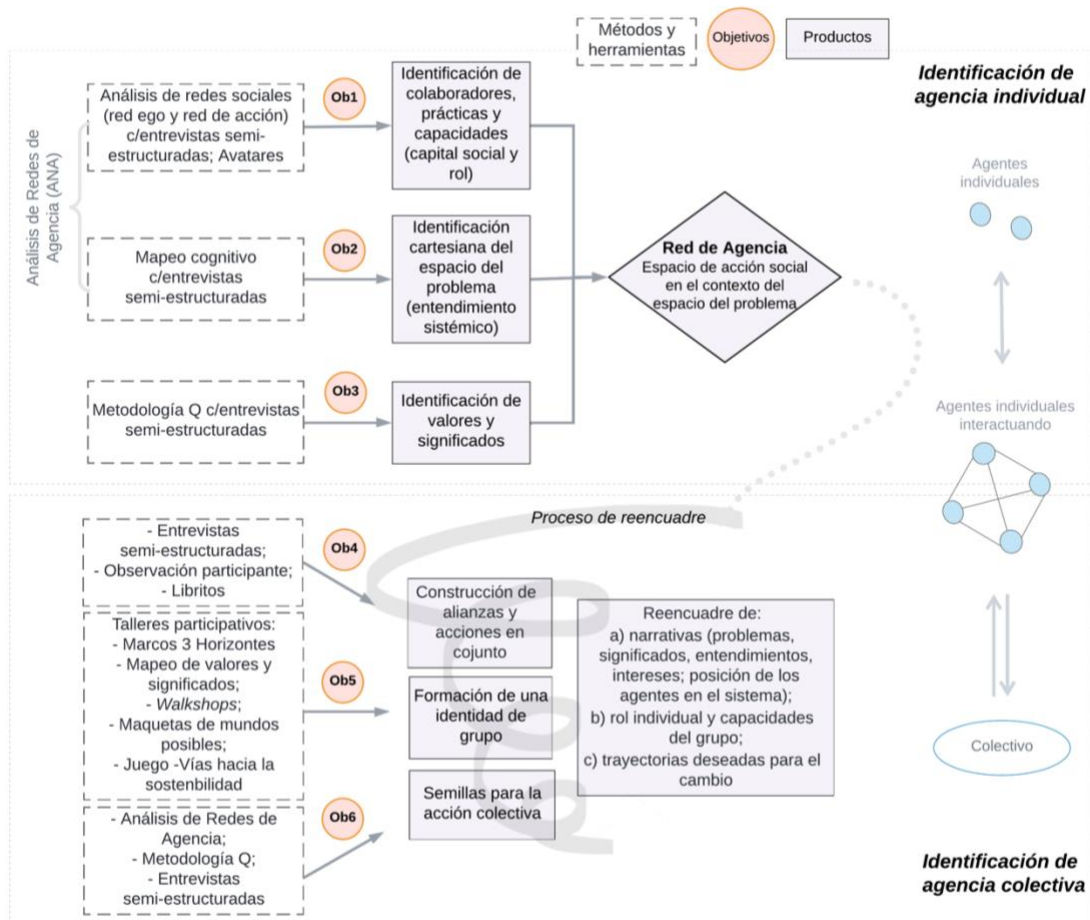 Métodos y
herramientas
Objetivos
Productos
Identificación de
agencia individual
Análisis de Redes de
Agencia (ANA)
Análisis de redes sociales
(red ego y red de acción)
c/entrevistas semi-
estructuradas; Avatares
Ob1
Identificación de
colaboradores,
prácticas y
capacidades
(capital social y
rol)
Mapeo cognitivo
c/entrevistas
semi-estructuradas
Ob2
Identificación
cartesiana del
espacio del
problema
(entendimiento
sistémico)
Metodología Q c/entrevistas
semi-estructuradas
Ob3
Identificación de
valores y
significados
Red de Agencia
Espacio de acción social
en el contexto del
espacio del problema
Agentes
individuales
Agentes individuales
interactuando
Proceso de reencuadre
- Entrevistas
semi-estructuradas;
- Observación participante;
- Libritos
Ob4
Construcción de
alianzas y
acciones en
cojunto
Talleres participativos:
- Marcos 3 Horizontes
- Mapeo de valores y
significados;
- Walkshops;
- Maquetas de mundos
posibles;
- Juego -Vías hacia la
sostenbilidad
Ob5
Formación de una
identidad de
grupo
- Análisis de Redes de
Agencia;
- Metodología Q;
- Entrevistas
semi-estructuradas
Ob6
Semillas para la
acción colectiva
Reencuadre de:
a) narrativas (problemas,
significados, entendimientos,
intereses; posición de los
agentes en el sistema);
b) rol individual y capacidades
del grupo;
c) trayectorias deseadas para el
cambio
Colectivo
Identificación de
agencia colectiva